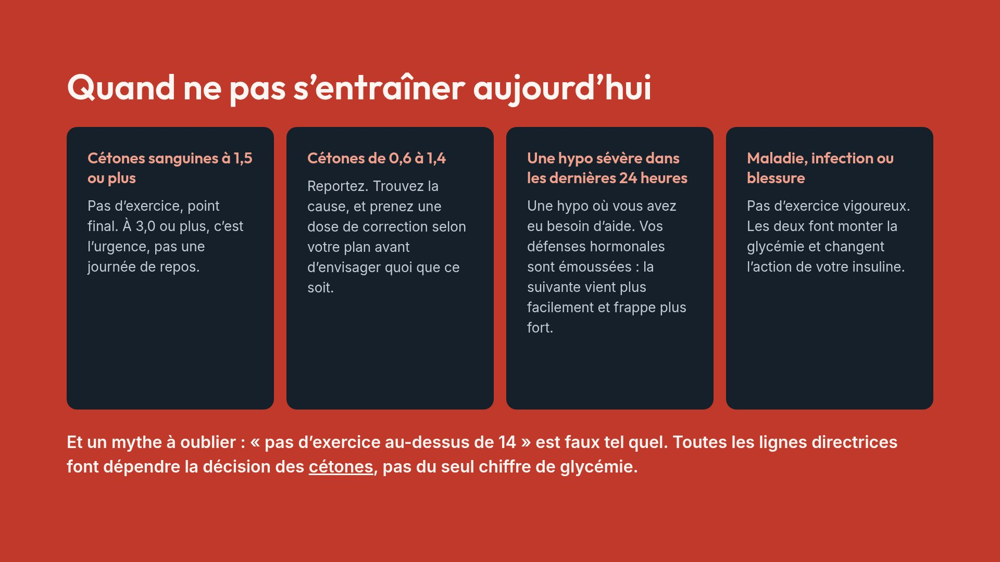 Quand ne pas s’entraîner aujourd’hui
Cétones sanguines à 1,5
ou plus
Pas d’exercice, point
final. À 3,0 ou plus, c’est
l’urgence, pas une
journée de repos.
Cétones de 0,6 à 1,4
Reportez. Trouvez la
cause, et prenez une
dose de correction selon
votre plan avant
d’envisager quoi que ce
soit.
Une hypo sévère dans
les dernières 24 heures
Une hypo où vous avez
eu besoin d’aide. Vos
défenses hormonales
sont émoussées : la
suivante vient plus
facilement et frappe plus
fort.
Maladie, infection ou
blessure
Pas d’exercice vigoureux.
Les deux font monter la
glycémie et changent
l’action de votre insuline.
Et un mythe à oublier : « pas d’exercice au-dessus de 14 » est faux tel quel. Toutes les lignes directrices
font dépendre la décision des cétones, pas du seul chiffre de glycémie.